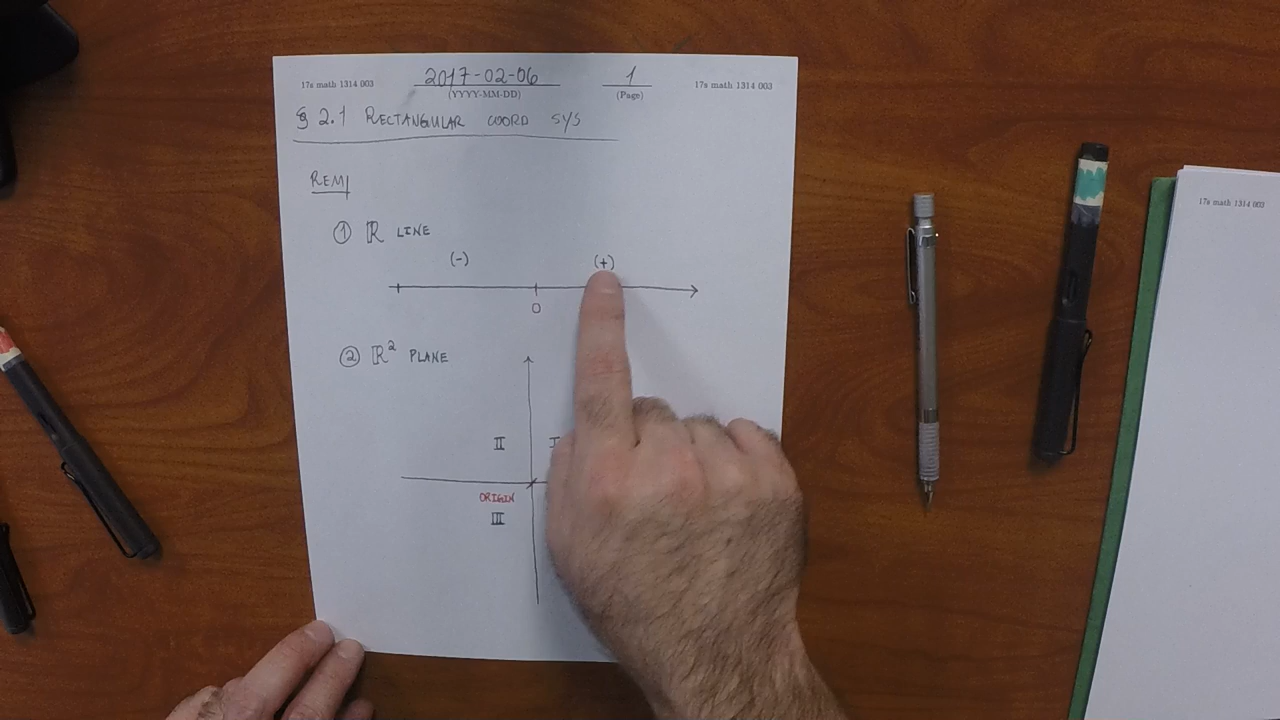 17s math 1314 003 2017-02-06 1 17s math 1314 003
(YYYY-MM-DD) (Page)
§ 2.1 RECTANGULAR COORD SYS
REM
① ℝ LINE
(-) (+)
0
② ℝ² PLANE
II I
ORIGIN
III
17s math 1314 003